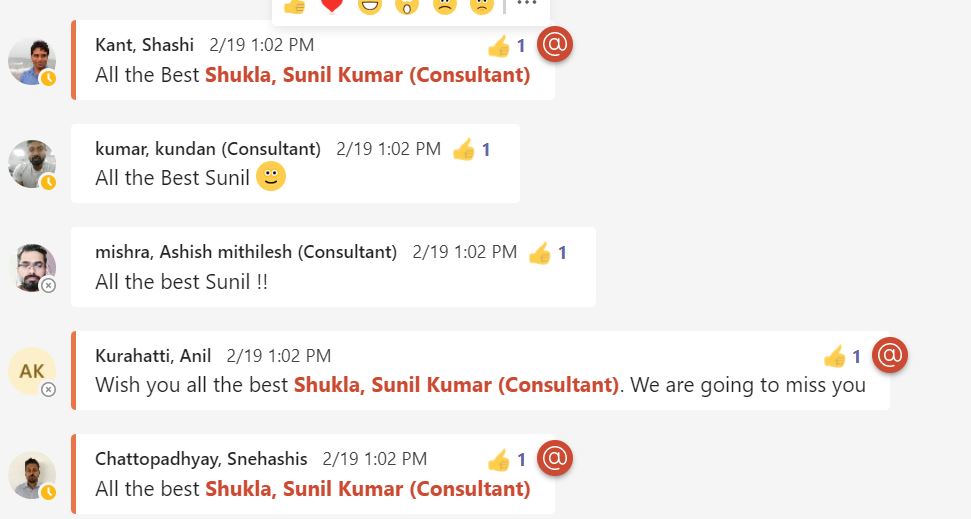 Kant, Shashi 2/19 1:02 PM 1 @
All the Best Shukla, Sunil Kumar (Consultant)
kumar, kundan (Consultant) 2/19 1:02 PM 1
All the Best Sunil
mishra, Ashish mithilesh (Consultant) 2/19 1:02 PM 1
All the best Sunil !!
AK
Kurahatti, Anil 2/19 1:02 PM 1 @
Wish you all the best Shukla, Sunil Kumar (Consultant). We are going to miss you
Chattopadhyay, Snehashis 2/19 1:02 PM 1 @
All the best Shukla, Sunil Kumar (Consultant)